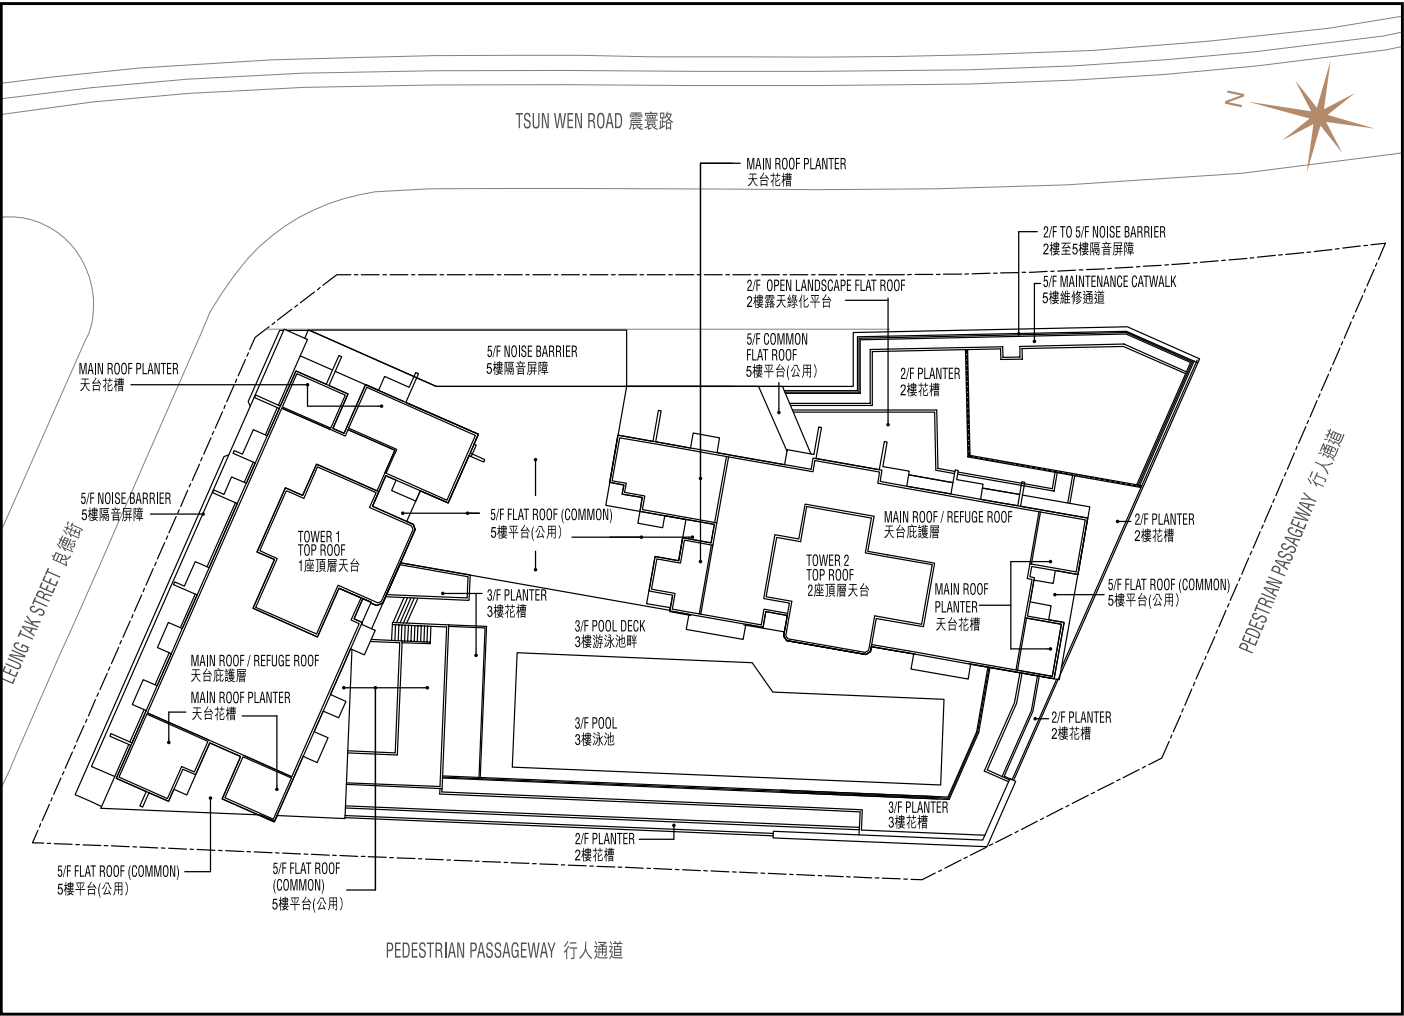 TSUN WEN ROAD 震寰路
N
MAIN ROOF PLANTER
天台花槽
2/F TO 5/F NOISE BARRIER
2樓至5樓隔音屏障
5/F MAINTENANCE CATWALK
5樓維修通道
2/F OPEN LANDSCAPE FLAT ROOF
2樓露天綠化平台
5/F COMMON
FLAT ROOF
5樓平台(公用)
5/F NOISE BARRIER
5樓隔音屏障
MAIN ROOF PLANTER
天台花槽
2/F PLANTER
2樓花槽
5/F NOISE BARRIER
5樓隔音屏障
5/F FLAT ROOF (COMMON)
5樓平台(公用)
MAIN ROOF / REFUGE ROOF
天台庇護層
2/F PLANTER
2樓花槽
TOWER 1
TOP ROOF
1座頂層天台
TOWER 2
TOP ROOF
2座頂層天台
MAIN ROOF
PLANTER
天台花槽
5/F FLAT ROOF (COMMON)
5樓平台(公用)
3/F PLANTER
3樓花槽
3/F POOL DECK
3樓游泳池畔
LEUNG TAK STREET 良德街
PEDESTRIAN PASSAGEWAY 行人通道
MAIN ROOF / REFUGE ROOF
天台庇護層
MAIN ROOF PLANTER
天台花槽
3/F POOL
3樓泳池
2/F PLANTER
2樓花槽
3/F PLANTER
3樓花槽
2/F PLANTER
2樓花槽
5/F FLAT ROOF (COMMON)
5樓平台(公用)
5/F FLAT ROOF
(COMMON)
5樓平台(公用)
PEDESTRIAN PASSAGEWAY 行人通道